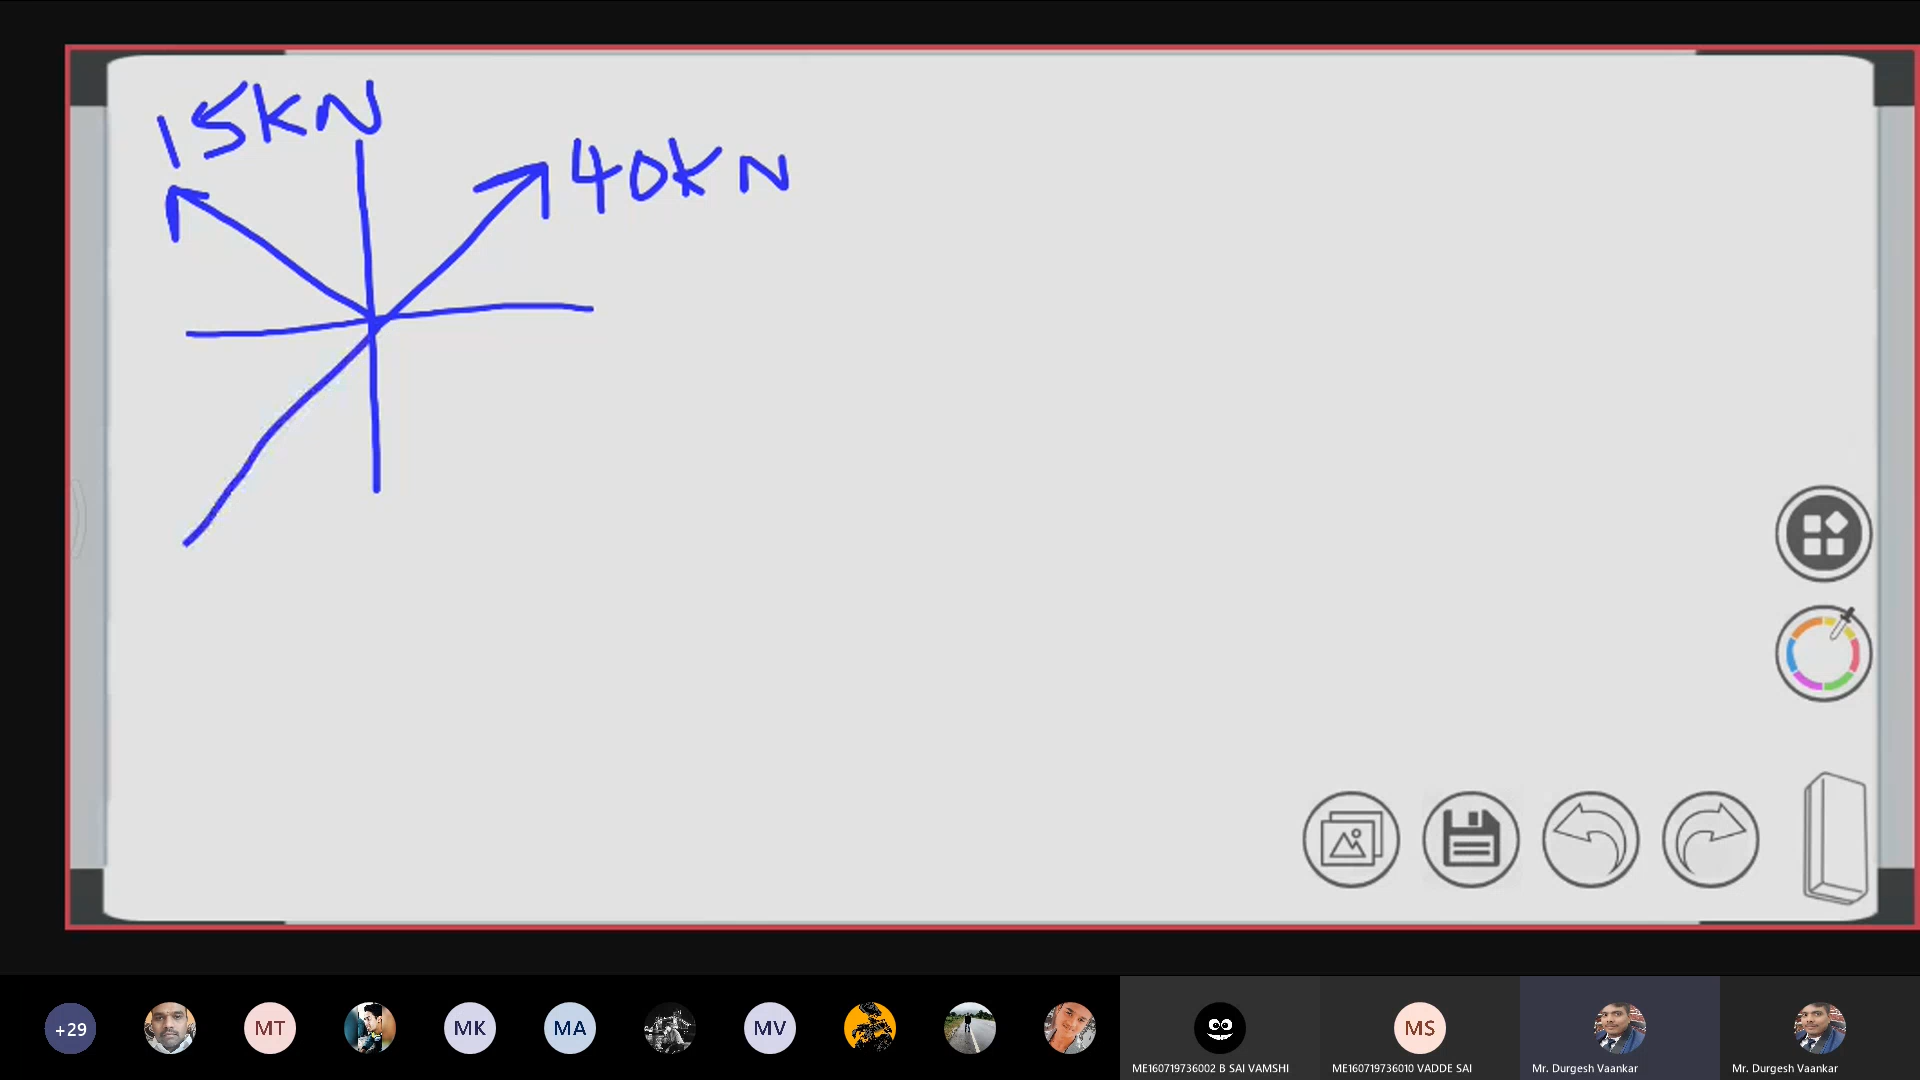 15KN
40KN
+29
MT
MK
MA
MV
MS
ME160719736002 B SAI VAMSHI
ME160719736010 VADDE SAI
Mr. Durgesh Vaankar
Mr. Durgesh Vaankar